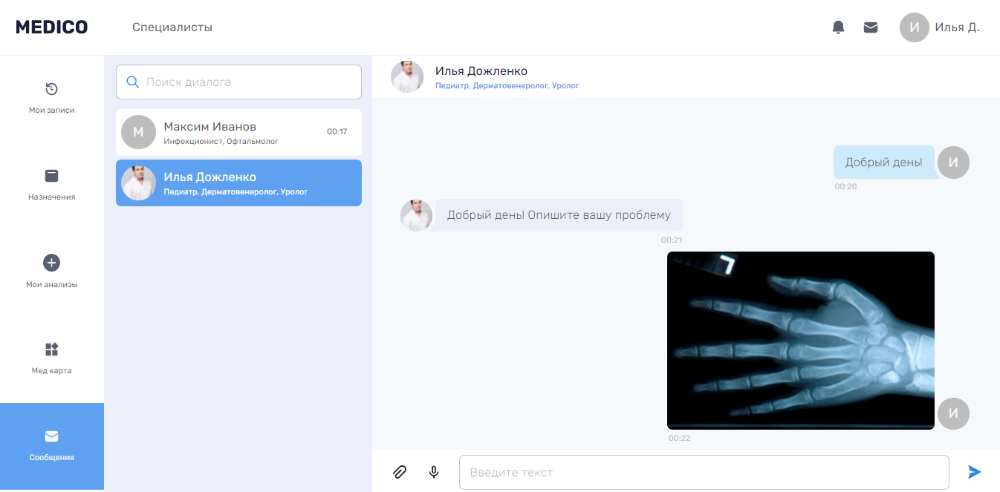 MEDICO
Специалисты
И
Илья Д.
Мои записи
Назначения
Мои анализы
Мед карта
Сообщения
Поиск диалога
М
Максим Иванов
Инфекционист, Офтальмолог
00:17
Илья Дожленко
Педиатр, Дерматовенеролог, Уролог
Илья Дожленко
Педиатр, Дерматовенеролог, Уролог
Добрый день!
И
00:20
Добрый день! Опишите вашу проблему
00:21
И
00:22
Введите текст